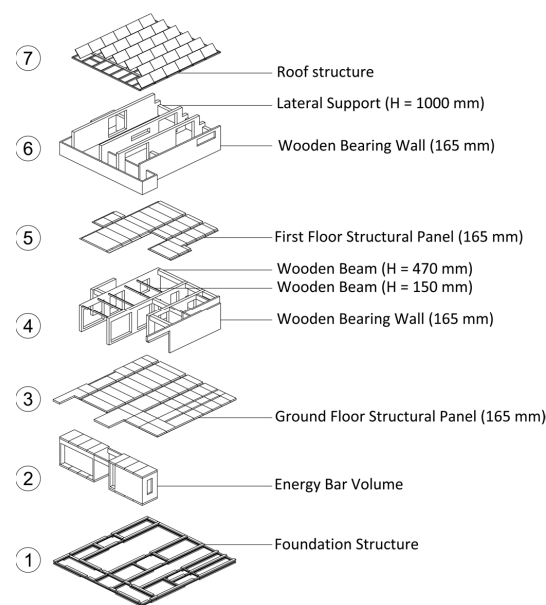 7
Roof structure
Lateral Support (H = 1000 mm)
6
Wooden Bearing Wall (165 mm)
5
First Floor Structural Panel (165 mm)
Wooden Beam (H = 470 mm)
Wooden Beam (H = 150 mm)
4
Wooden Bearing Wall (165 mm)
3
Ground Floor Structural Panel (165 mm)
2
Energy Bar Volume
1
Foundation Structure